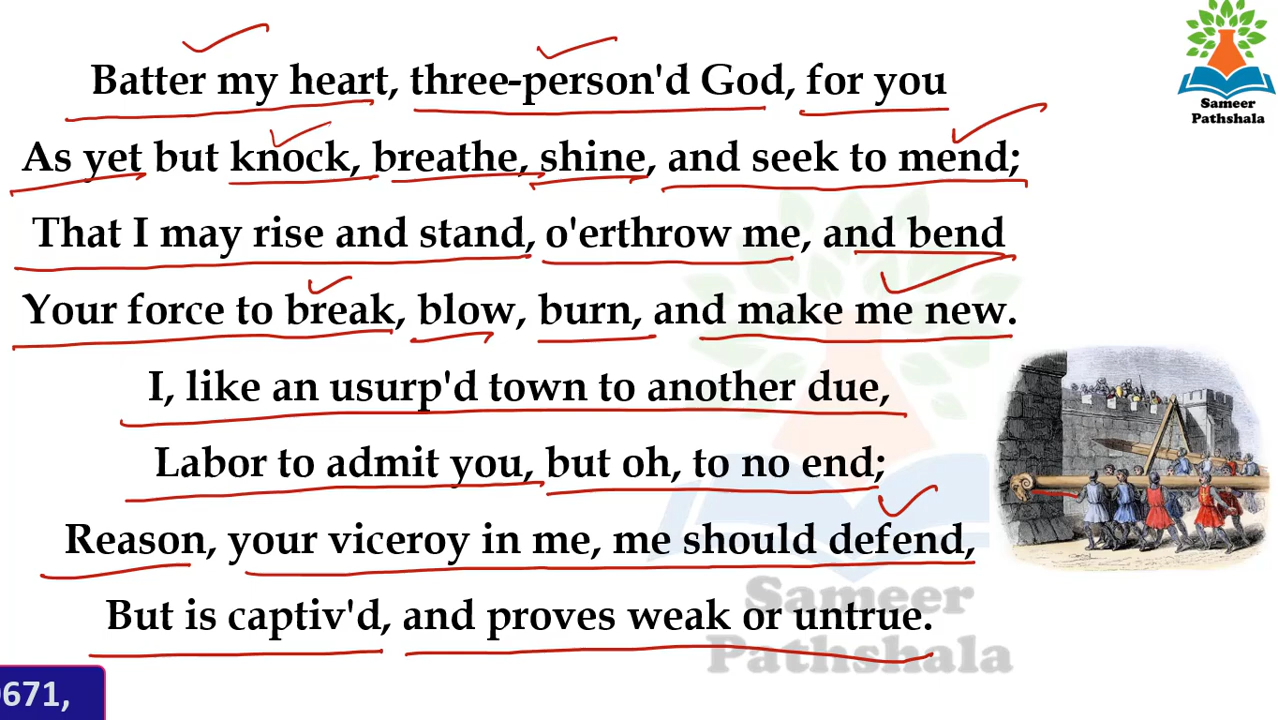 Batter my heart, three-person'd God, for you
As yet but knock, breathe, shine, and seek to mend;
That I may rise and stand, o'erthrow me, and bend
Your force to break, blow, burn, and make me new.
I, like an usurp'd town to another due,
Labor to admit you, but oh, to no end;
Reason, your viceroy in me, me should defend,
But is captiv'd, and proves weak or untrue.
Sameer
Pathshala
Sameer
Pathshala
671,